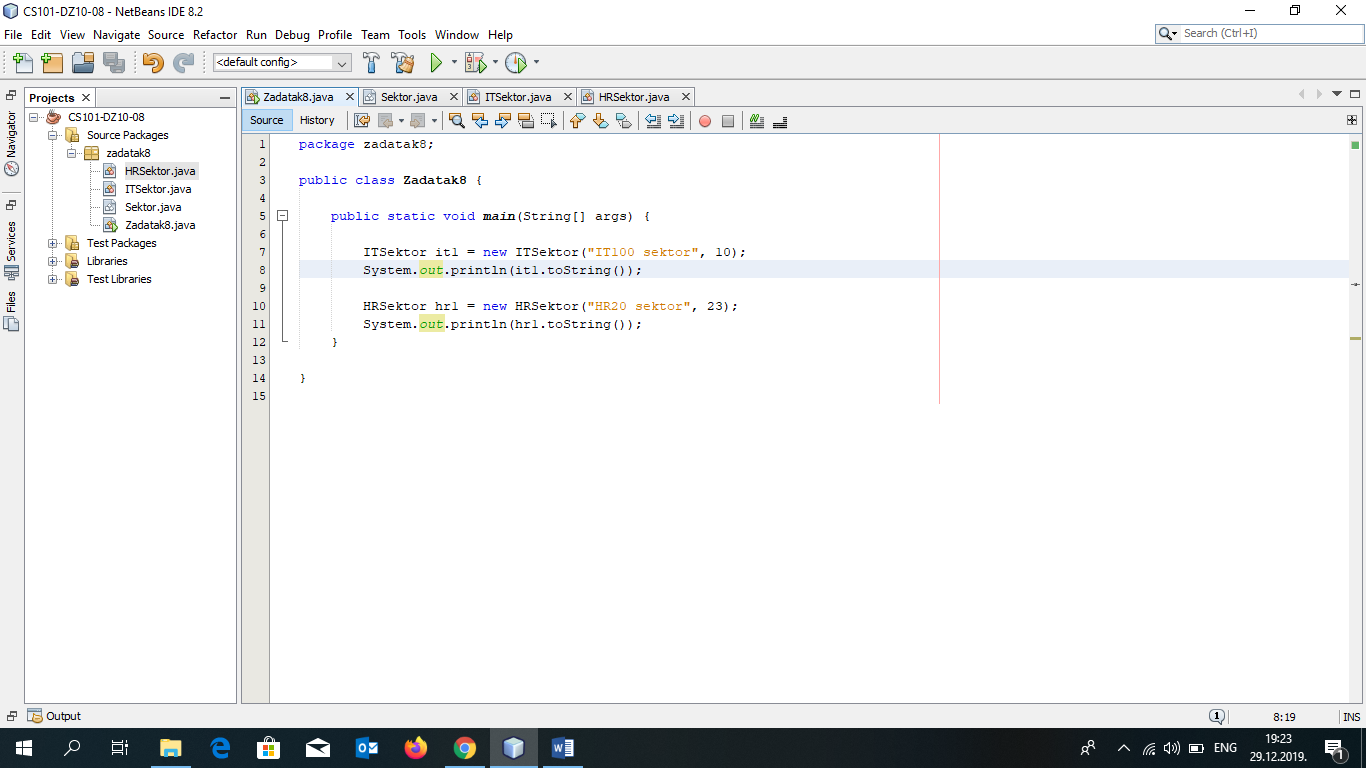 CS101-DZ10-08 - NetBeans IDE 8.2
File Edit View Navigate Source Refactor Run Debug Profile Team Tools Window Help
Search (Ctrl+I)
<default config>
Projects
Zadatak8.java Sektor.java ITSektor.java HRSektor.java
Navigator
Services
Files
CS101-DZ10-08
Source Packages
zadatak8
HRSektor.java
ITSektor.java
Sektor.java
Zadatak8.java
Test Packages
Libraries
Test Libraries
Source History
1 package zadatak8;
2
3 public class Zadatak8 {
4
5 public static void main(String[] args) {
6
7 ITSektor it1 = new ITSektor("IT100 sektor", 10);
8 System.out.println(it1.toString());
9
10 HRSektor hr1 = new HRSektor("HR20 sektor", 23);
11 System.out.println(hr1.toString());
12 }
13
14 }
15
Output
1
8:19
INS
ENG
19:23
29.12.2019.
1